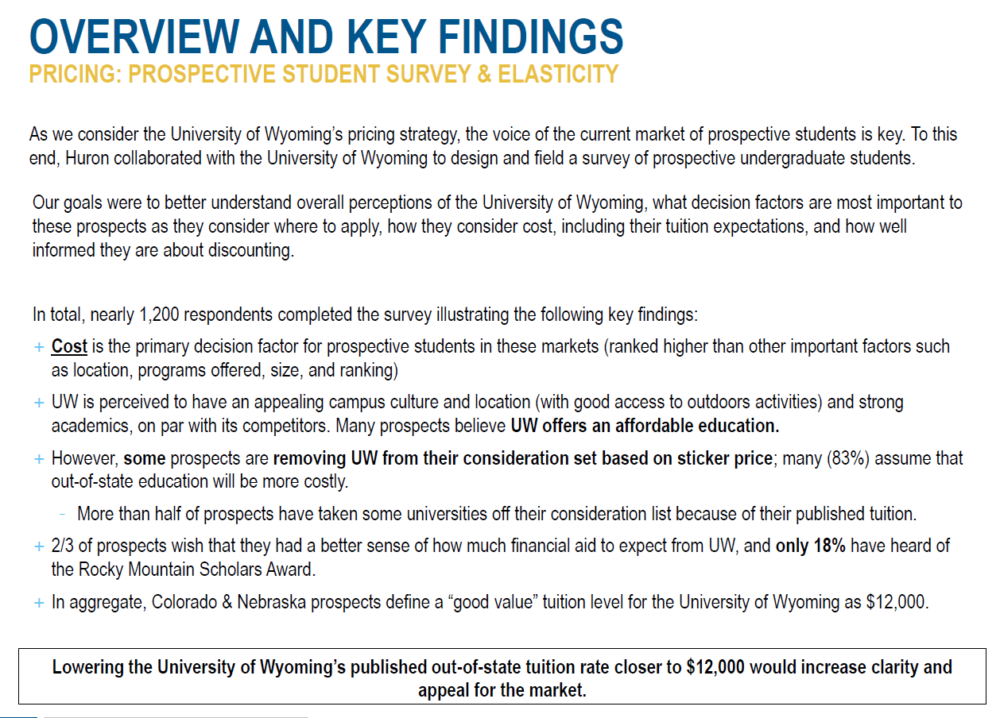 OVERVIEW AND KEY FINDINGS
PRICING: PROSPECTIVE STUDENT SURVEY & ELASTICITY
As we consider the University of Wyoming's pricing strategy, the voice of the current market of prospective students is key. To this
end, Huron collaborated with the University of Wyoming to design and field a survey of prospective undergraduate students.
Our goals were to better understand overall perceptions of the University of Wyoming, what decision factors are most important to
these prospects as they consider where to apply, how they consider cost, including their tuition expectations, and how well
informed they are about discounting.
In total, nearly 1,200 respondents completed the survey illustrating the following key findings:
+ Cost is the primary decision factor for prospective students in these markets (ranked higher than other important factors such
as location, programs offered, size, and ranking)
+ UW is perceived to have an appealing campus culture and location (with good access to outdoors activities) and strong
academics, on par with its competitors. Many prospects believe UW offers an affordable education.
+ However, some prospects are removing UW from their consideration set based on sticker price; many (83%) assume that
out-of-state education will be more costly.
- More than half of prospects have taken some universities off their consideration list because of their published tuition.
+ 2/3 of prospects wish that they had a better sense of how much financial aid to expect from UW, and only 18% have heard of
the Rocky Mountain Scholars Award.
+ In aggregate, Colorado & Nebraska prospects define a “good value” tuition level for the University of Wyoming as $12,000.
Lowering the University of Wyoming's published out-of-state tuition rate closer to $12,000 would increase clarity and
appeal for the market.